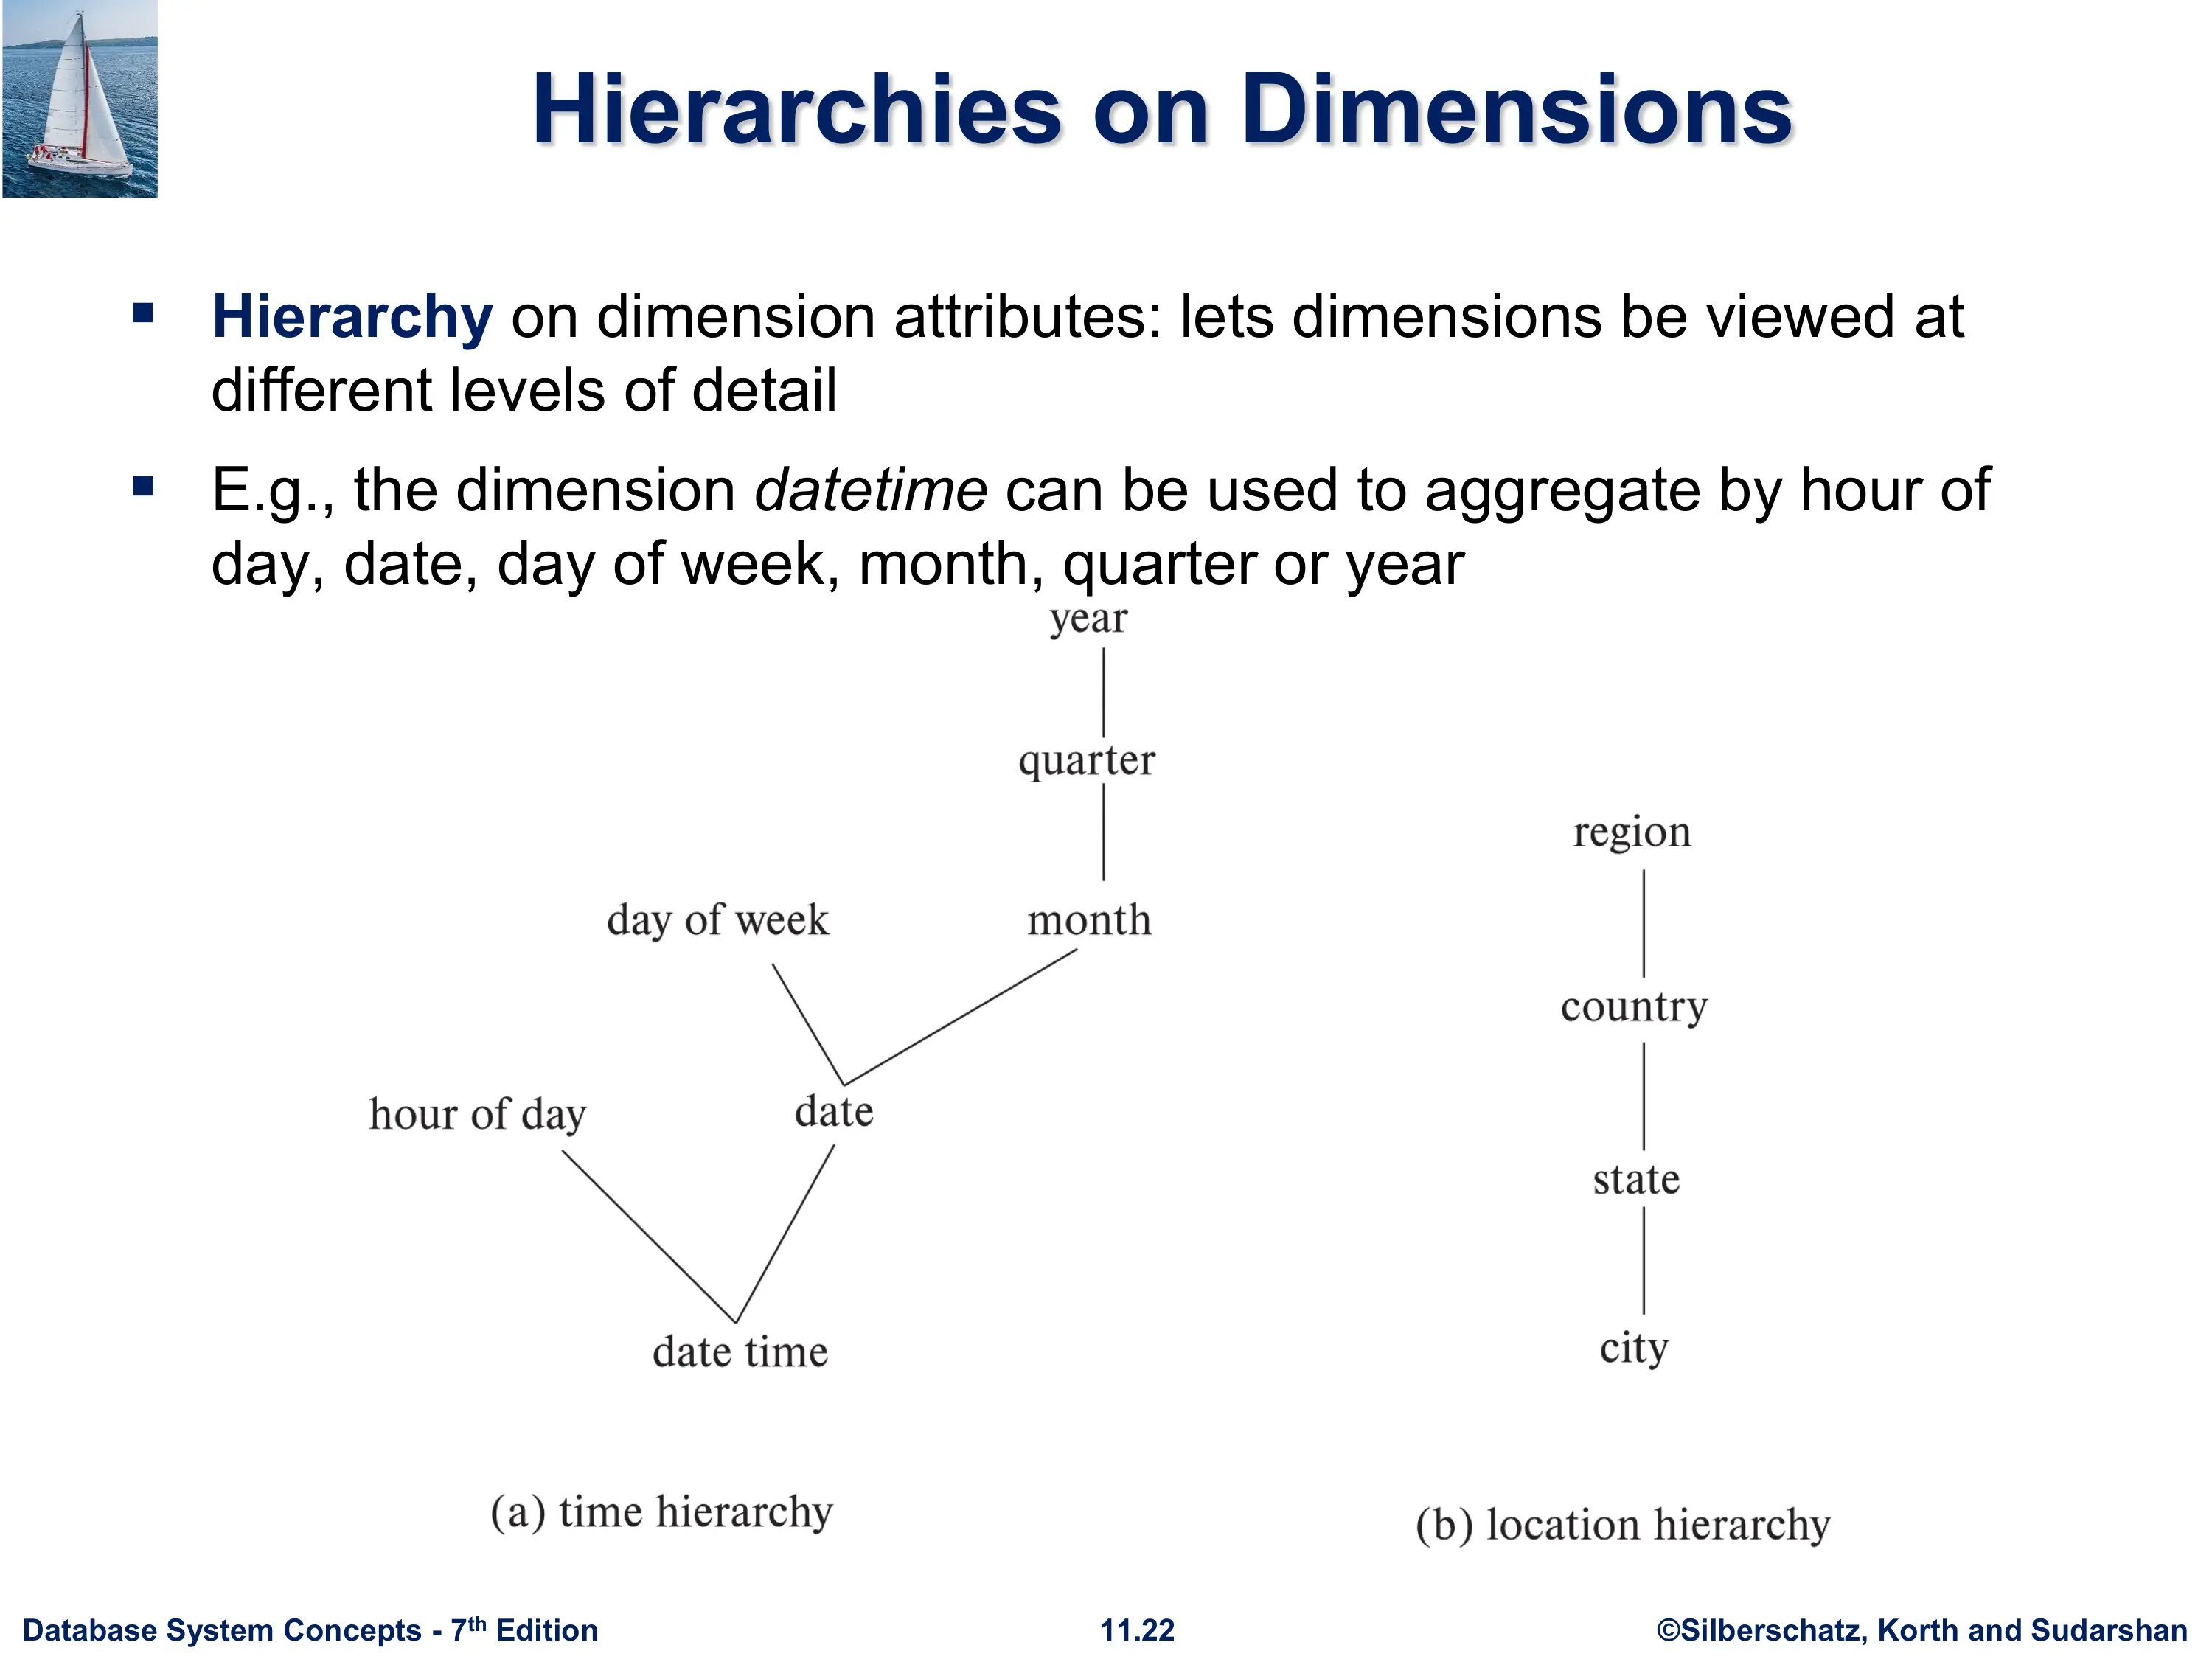 Hierarchies on Dimensions
▪ Hierarchy on dimension attributes: lets dimensions be viewed at
different levels of detail
▪ E.g., the dimension datetime can be used to aggregate by hour of
day, date, day of week, month, quarter or year
year
quarter
day of week month
hour of day date
date time
(a) time hierarchy
region
country
state
city
(b) location hierarchy
Database System Concepts - 7th Edition 11.22 ©Silberschatz, Korth and Sudarshan